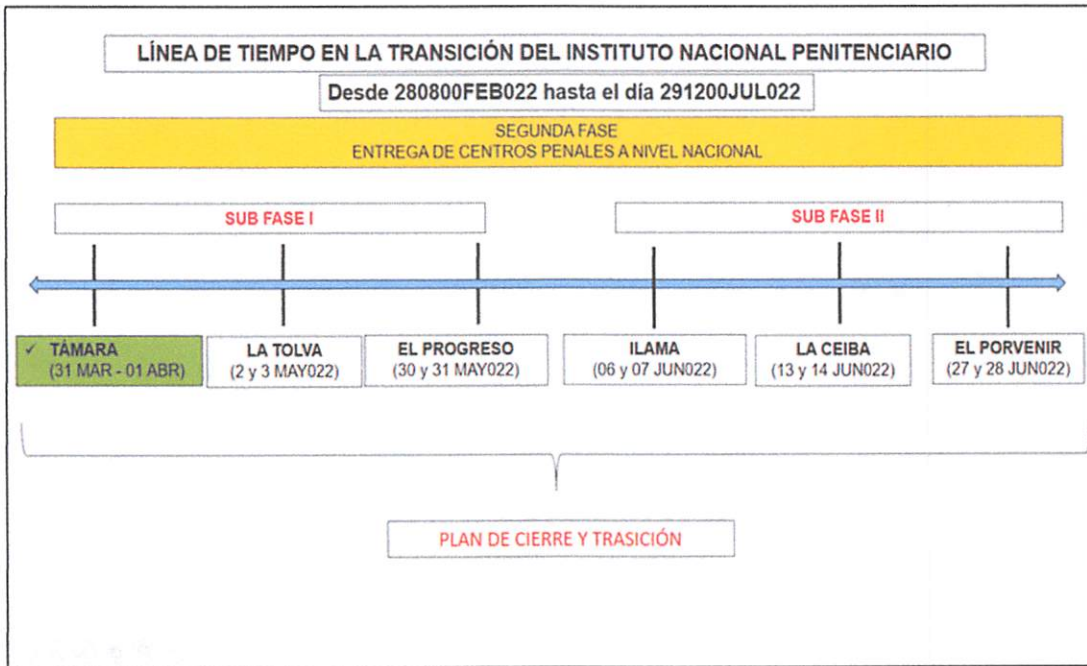 LÍNEA DE TIEMPO EN LA TRANSICIÓN DEL INSTITUTO NACIONAL PENITENCIARIO
Desde 280800FEB022 hasta el día 291200JUL022
SEGUNDA FASE
ENTREGA DE CENTROS PENALES A NIVEL NACIONAL
SUB FASE I
SUB FASE II
✓ TÁMARA
(31 MAR - 01 ABR)
LA TOLVA
(2 y 3 MAY022)
EL PROGRESO
(30 y 31 MAY022)
ILAMA
(06 y 07 JUN022)
LA CEIBA
(13 y 14 JUN022)
EL PORVENIR
(27 y 28 JUN022)
PLAN DE CIERRE Y TRASICIÓN